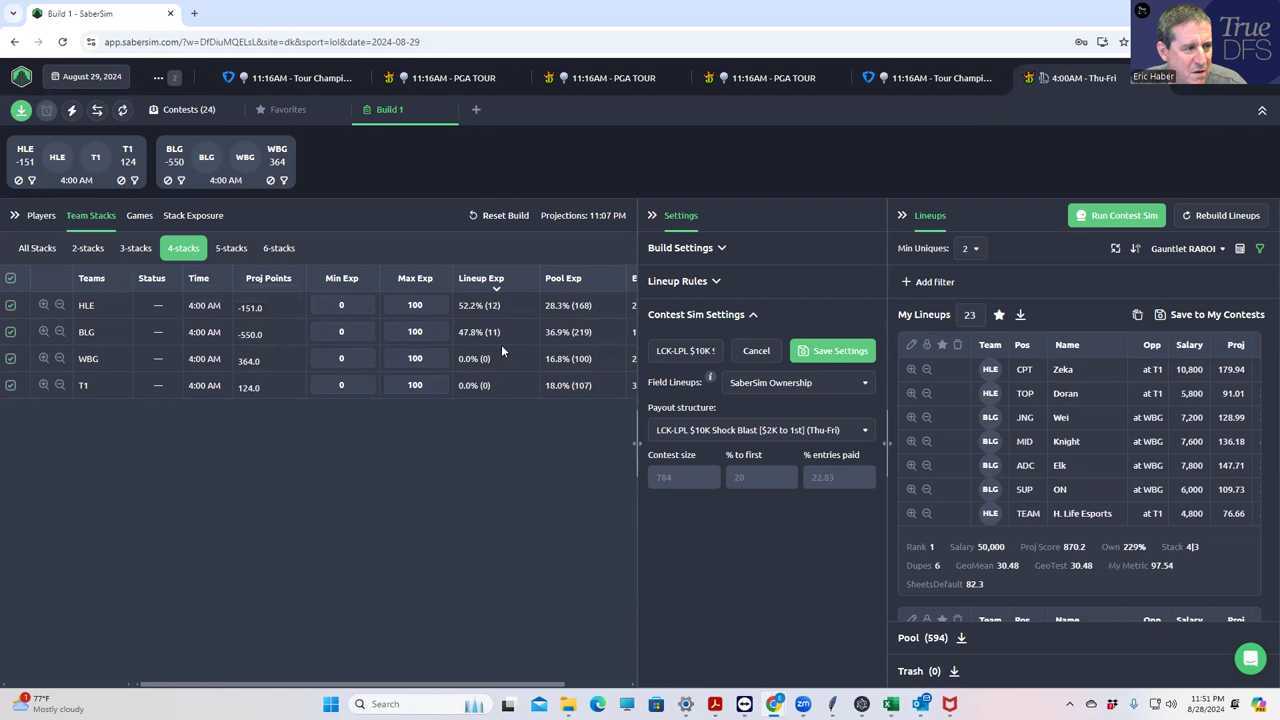 Build 1 - SaberSim
app.sabersim.com/?w=DfDiuMQELsL&site=dk&sport=lol&date=2024-08-29
True
DFS
Eric Haber
August 29, 2024
2
11:16AM - Tour Champi...
11:16AM - PGA TOUR
11:16AM - PGA TOUR
11:16AM - PGA TOUR
11:16AM - Tour Champi...
4:00AM - Thu-Fri
Contests (24)
Favorites
Build 1
HLE T1
-151 HLE T1 124
4:00 AM
BLG WBG
-550 BLG WBG 364
4:00 AM
Players
Team Stacks
Games
Stack Exposure
Reset Build
Projections: 11:07 PM
Settings
Lineups
Run Contest Sim
Rebuild Lineups
All Stacks
2-stacks
3-stacks
4-stacks
5-stacks
6-stacks
Build Settings
Min Uniques: 2
Gauntlet RAROI
Teams Status Time Proj Points Min Exp Max Exp Lineup Exp Pool Exp
HLE — 4:00 AM -151.0 0 100 52.2% (12) 28.3% (168) 2
BLG — 4:00 AM -550.0 0 100 47.8% (11) 36.9% (219) 1
WBG — 4:00 AM 364.0 0 100 0.0% (0) 16.8% (100) 2
T1 — 4:00 AM 124.0 0 100 0.0% (0) 18.0% (107) 3
Lineup Rules
Contest Sim Settings
LCK-LPL $10K S
Cancel
Save Settings
Field Lineups:
SaberSim Ownership
Payout structure:
LCK-LPL $10K Shock Blast [$2K to 1st] (Thu-Fri)
Contest size % to first % entries paid
784 20 22.83
Add filter
My Lineups 23
Save to My Contests
Team Pos Name Opp Salary Proj
HLE CPT Zeka at T1 10,800 179.94
HLE TOP Doran at T1 5,800 91.01
BLG JNG Wei at WBG 7,200 128.99
BLG MID Knight at WBG 7,600 136.18
BLG ADC Elk at WBG 7,800 147.71
BLG SUP ON at WBG 6,000 109.73
HLE TEAM H. Life Esports at T1 4,800 76.66
Rank 1 Salary 50,000 Proj Score 870.2 Own 229% Stack 4|3
Dupes 6 GeoMean 30.48 GeoTest 30.48 My Metric 97.54
SheetsDefault 82.3
Team Pos Name Opp Salary Proj
Pool (594)
Trash (0)
1
77°F
Mostly cloudy
Search
11:51 PM
8/28/2024